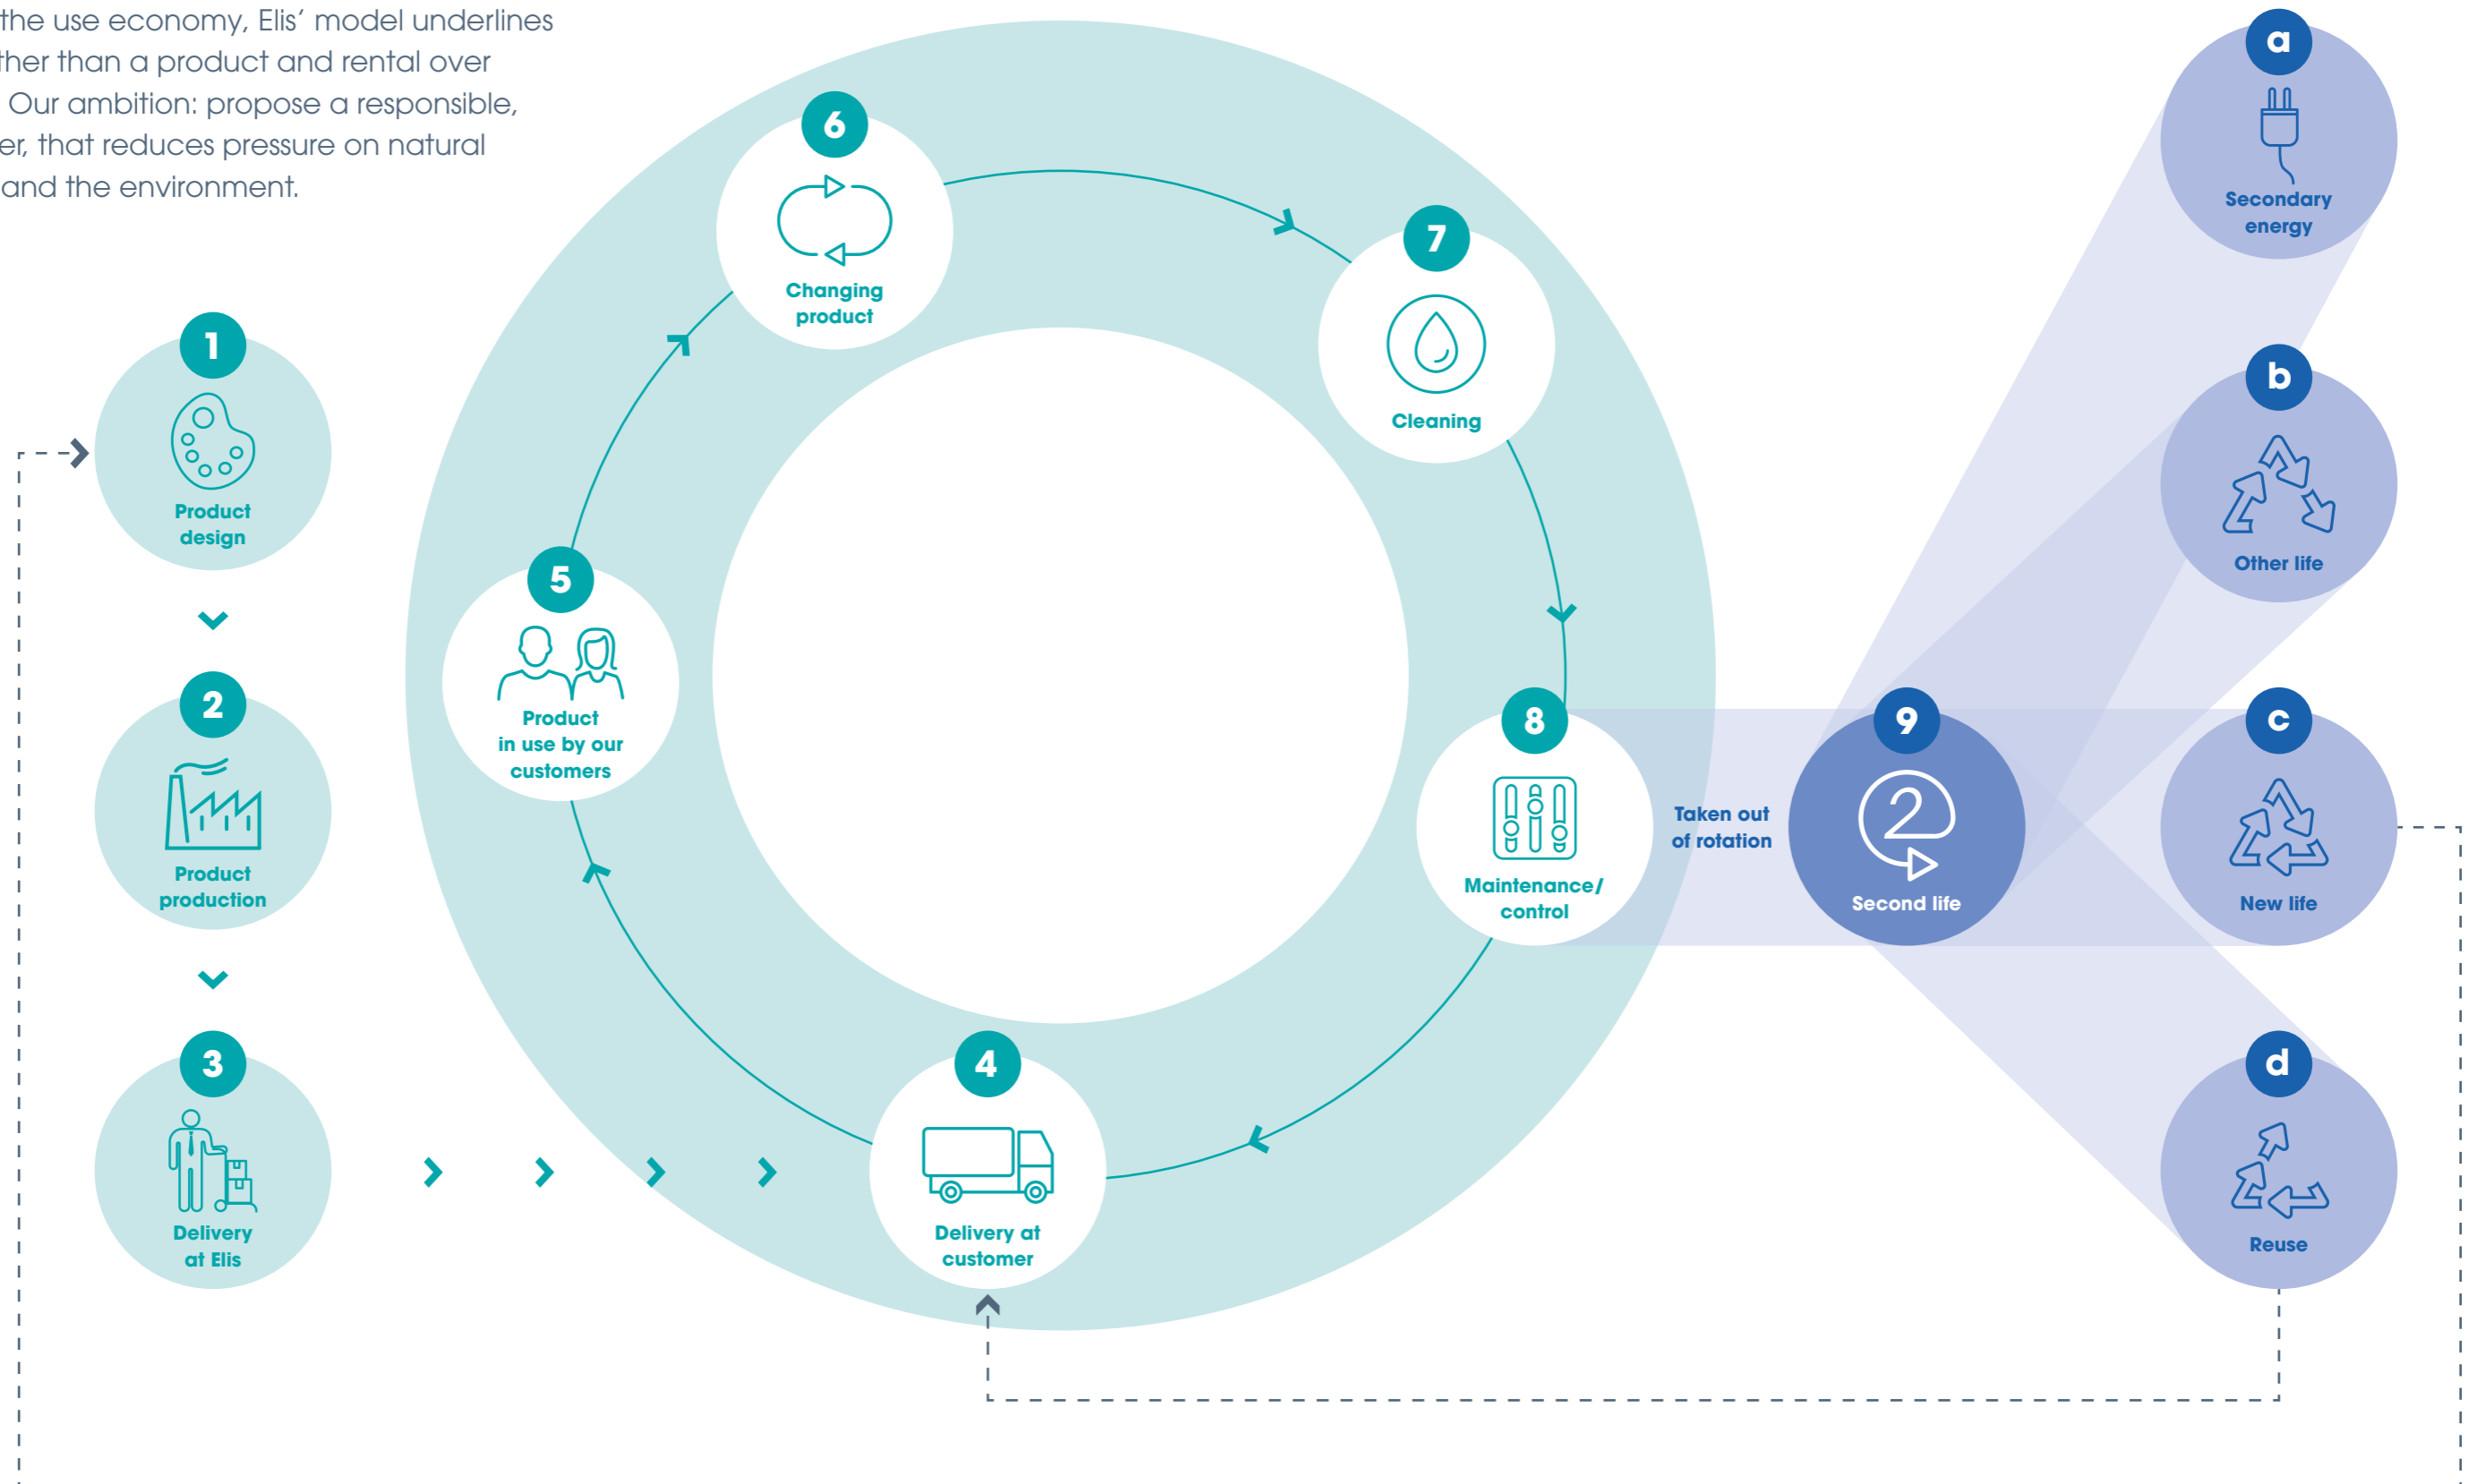 the use economy, Elis’ model underlines
ther than a product and rental over
Our ambition: propose a responsible,
er, that reduces pressure on natural
and the environment.
1
Product
design
2
Product
production
3
Delivery
at Elis
4
Delivery at
customer
5
Product
in use by our
customers
6
Changing
product
7
Cleaning
8
Maintenance/
control
Taken out
of rotation
9
2
Second life
a
Secondary
energy
b
Other life
c
New life
d
Reuse